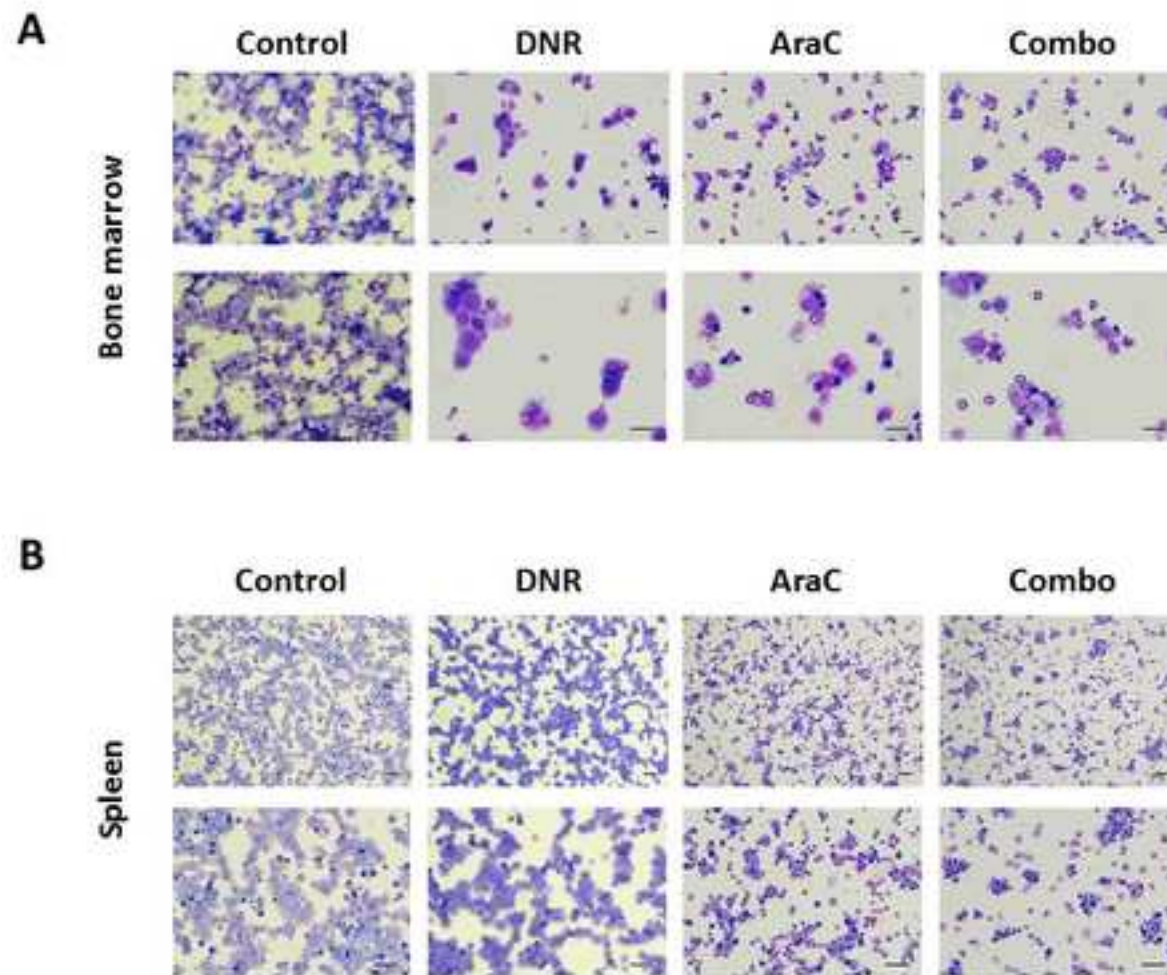 A
Control DNR AraC Combo
Bone marrow
B
Control DNR AraC Combo
Spleen